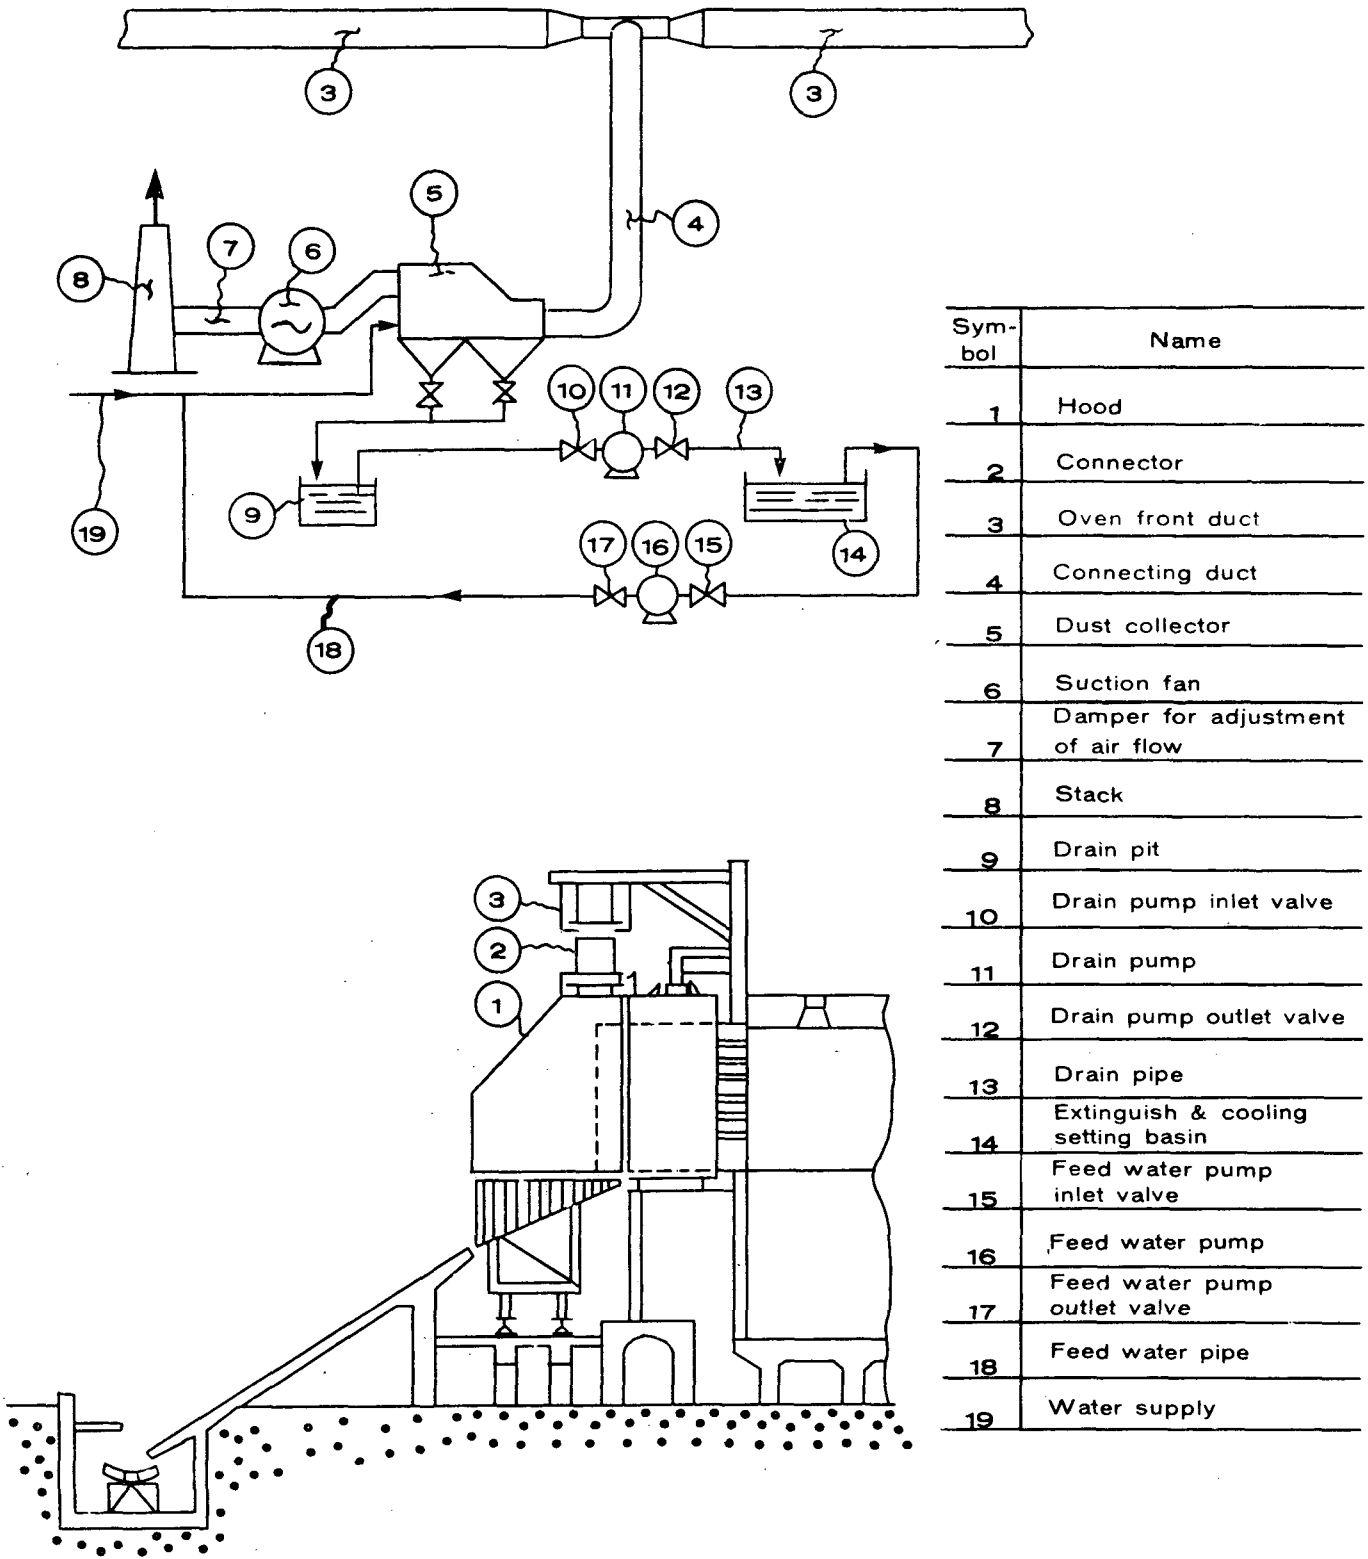 3
3
5
4
7
6
8
10
11
12
13
9
19
17
16
15
14
18
3
2
1
Sym-
bol
Name
1 Hood
2 Connector
3 Oven front duct
4 Connecting duct
5 Dust collector
6 Suction fan
7 Damper for adjustment
of air flow
8 Stack
9 Drain pit
10 Drain pump inlet valve
11 Drain pump
12 Drain pump outlet valve
13 Drain pipe
14 Extinguish & cooling
setting basin
15 Feed water pump
inlet valve
16 Feed water pump
17 Feed water pump
outlet valve
18 Feed water pipe
19 Water supply